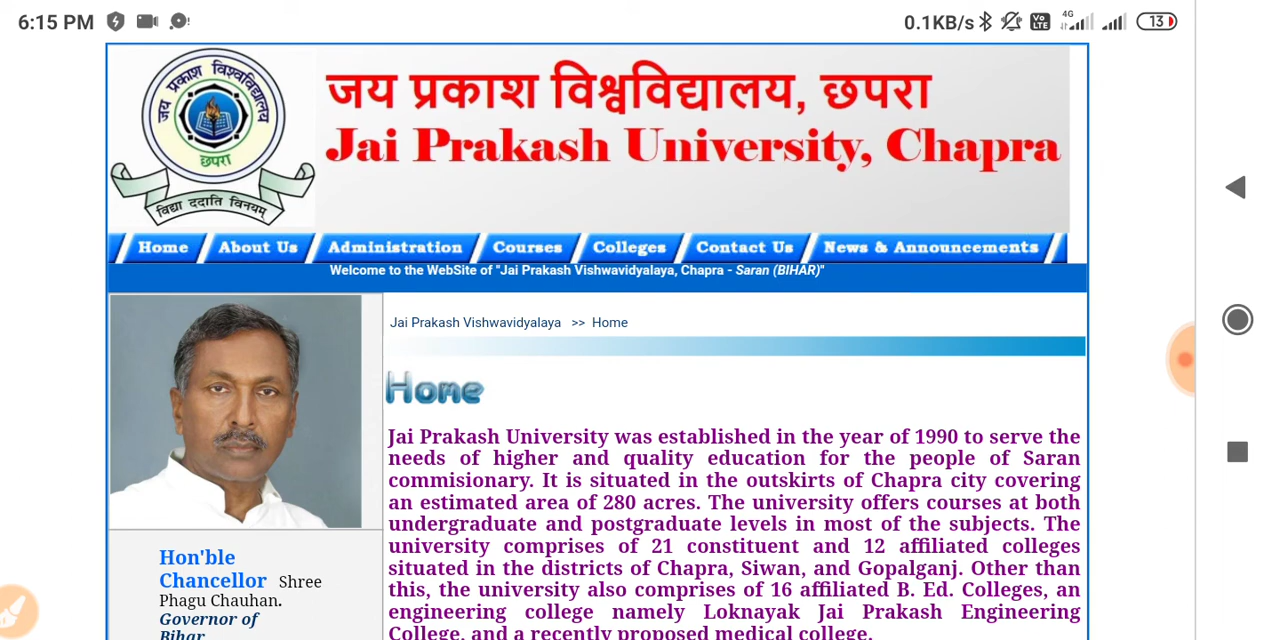 6:15 PM
0.1KB/s
Vo LTE
4G
13
जय प्रकाश विश्वविद्यालय
छपरा
विद्या ददाति विनयम्
जय प्रकाश विश्वविद्यालय, छपरा
Jai Prakash University, Chapra
Home About Us Administration Courses Colleges Contact Us News & Announcements
Welcome to the WebSite of "Jai Prakash Vishwavidyalaya, Chapra - Saran (BIHAR)"
Jai Prakash Vishwavidyalaya >> Home
Home
Jai Prakash University was established in the year of 1990 to serve the
needs of higher and quality education for the people of Saran
commisionary. It is situated in the outskirts of Chapra city covering
an estimated area of 280 acres. The university offers courses at both
undergraduate and postgraduate levels in most of the subjects. The
university comprises of 21 constituent and 12 affiliated colleges
situated in the districts of Chapra, Siwan, and Gopalganj. Other than
this, the university also comprises of 16 affiliated B. Ed. Colleges, an
engineering college namely Loknayak Jai Prakash Engineering
College, and a recently proposed medical college.
Hon'ble
Chancellor Shree
Phagu Chauhan.
Governor of
Bihar